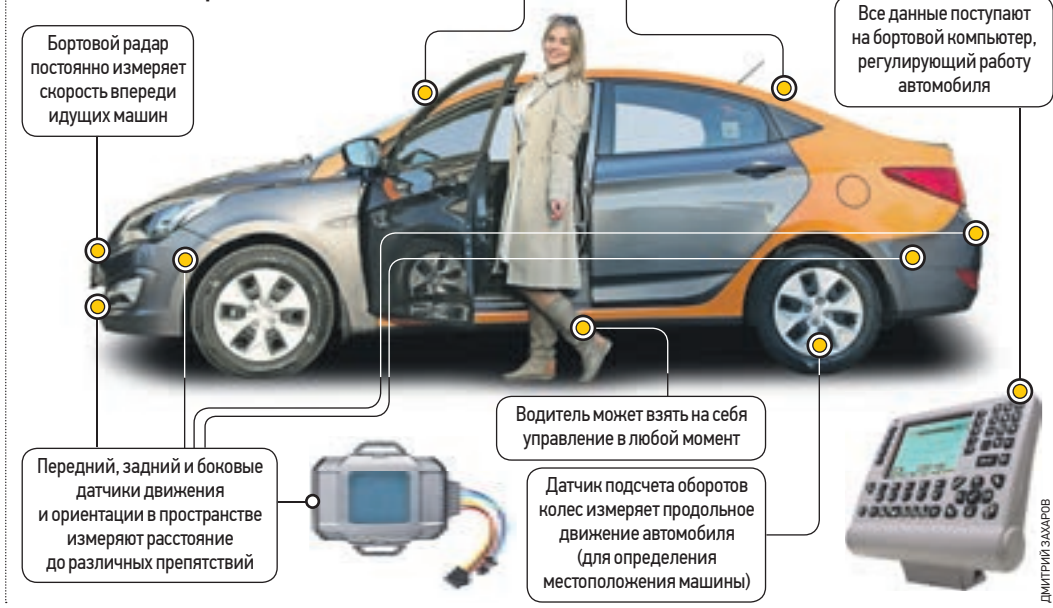 Бортовой радар
постоянно измеряет
скорость впереди
идущих машин
Все данные поступают
на бортовой компьютер,
регулирующий работу
автомобиля
Водитель может взять на себя
управление в любой момент
Передний, задний и боковые
датчики движения
и ориентации в пространстве
измеряют расстояние
до различных препятствий
Датчик подсчета оборотов
колес измеряет продольное
движение автомобиля
(для определения
местоположения машины)
ДМИТРИЙ ЗАХАРОВ